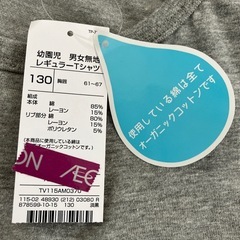 幼園児 男女無地
レギュラーTシャツ
130 胸囲 61~67
組成
本体 綿 85%
レーヨン 15%
リブ部分 綿 80%
レーヨン 15%
ポリウレタン 5%
(本商品に使用している綿は
オーガニックコットンです。)
TV115AM0370
115-02 48930 (212) 03080 R
878599-10-15 130
使用している綿は全て
オーガニックコットンです